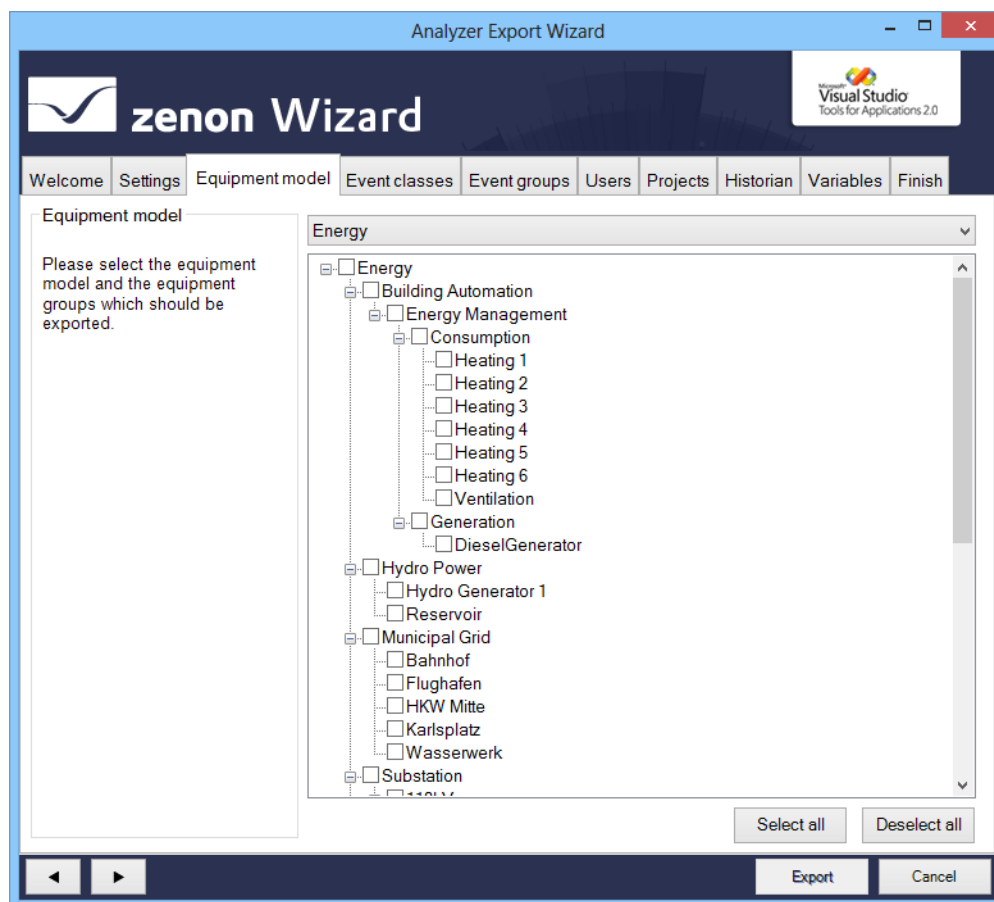 Analyzer Export Wizard
zenon Wizard
Microsoft
Visual Studio
Tools for Applications 2.0
Welcome Settings Equipment model Event classes Event groups Users Projects Historian Variables Finish
Equipment model
Please select the equipment
model and the equipment
groups which should be
exported.
Energy
Energy
Building Automation
Energy Management
Consumption
Heating 1
Heating 2
Heating 3
Heating 4
Heating 5
Heating 6
Ventilation
Generation
DieselGenerator
Hydro Power
Hydro Generator 1
Reservoir
Municipal Grid
Bahnhof
Flughafen
HKW Mitte
Karlsplatz
Wasserwerk
Substation
Select all Deselect all
Export Cancel